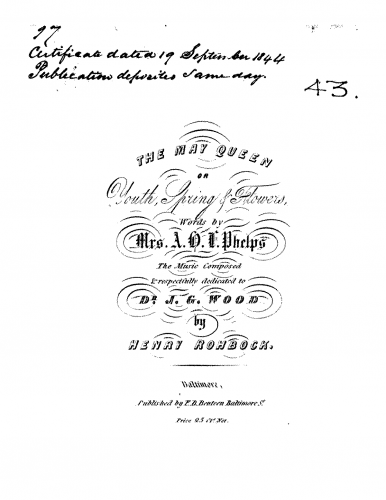 97
Certificate dated 19 September 1844
Publication deposited same day.
43.
THE MAY QUEEN
OR
Youth, Spring & Flowers,
Words by
Mrs. A. H. L. Phelps
The Music Composed
& respectfully dedicated to
Dr. J. G. WOOD
by
HENRY ROHBOCK.
Baltimore,
Published by F. D. Benteen Baltimore St.
Price 25 Cts. Net.